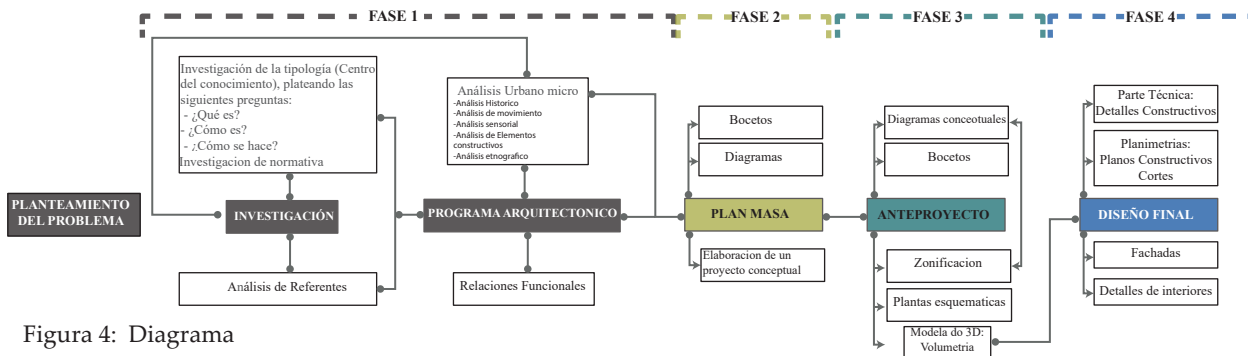 FASE 1
FASE 2
FASE 3
FASE 4
PLANTEAMIENTO
DEL PROBLEMA
Investigación de la tipología (Centro
del conocimiento), plateando las
siguientes preguntas:
- ¿Qué es?
- ¿Cómo es?
- ¿Cómo se hace?
Investigacion de normativa
INVESTIGACIÓN
Análisis de Referentes
Análisis Urbano micro
-Análisis Historico
-Análisis de movimiento
-Análisis sensorial
-Análisis de Elementos
constructivos
-Análisis etnografico
PROGRAMA ARQUITECTONICO
Relaciones Funcionales
Bocetos
Diagramas
PLAN MASA
Elaboracion de un
proyecto conceptual
Diagramas conceotuales
Bocetos
ANTEPROYECTO
Zonificacion
Plantas esquematicas
Modela do 3D:
Volumetria
Parte Técnica:
Detalles Constructivos
Planimetrias:
Planos Constructivos
Cortes
DISEÑO FINAL
Fachadas
Detalles de interiores
Figura 4: Diagrama